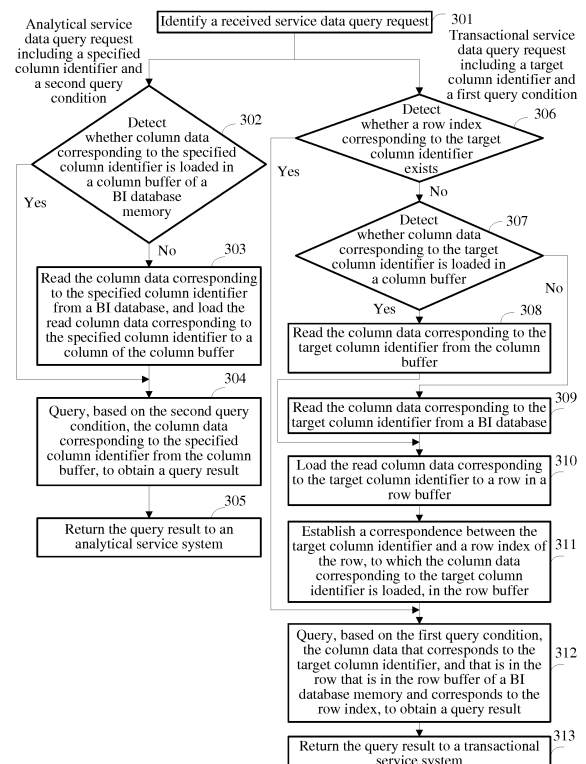 Identify a received service data query request
301
Analytical service
data query request
including a specified
column identifier and
a second query
condition
Transactional service
data query request
including a target
column identifier and
a first query condition
302
Detect
whether column data
corresponding to the specified
column identifier is loaded in
a column buffer of a
BI database
memory
Yes
No
303
Read the column data corresponding
to the specified column identifier
from a BI database, and load the
read column data corresponding to
the specified column identifier to a
column of the column buffer
304
Query, based on the second query
condition, the column data
corresponding to the specified
column identifier from the column
buffer, to obtain a query result
305
Return the query result to an
analytical service system
306
Detect
whether a row index
corresponding to the target
column identifier
exists
Yes
No
307
Detect
whether column data
corresponding to the target
column identifier is loaded in
a column buffer
No
Yes
308
Read the column data corresponding to the
target column identifier from the column
buffer
309
Read the column data corresponding to the
target column identifier from a BI database
310
Load the read column data corresponding
to the target column identifier to a row in a
row buffer
311
Establish a correspondence between the
target column identifier and a row index of
the row, to which the column data
corresponding to the target column
identifier is loaded, in the row buffer
312
Query, based on the first query condition,
the column data that corresponds to the
target column identifier, and that is in the
row that is in the row buffer of a BI
database memory and corresponds to the
row index, to obtain a query result
313
Return the query result to a transactional
service system